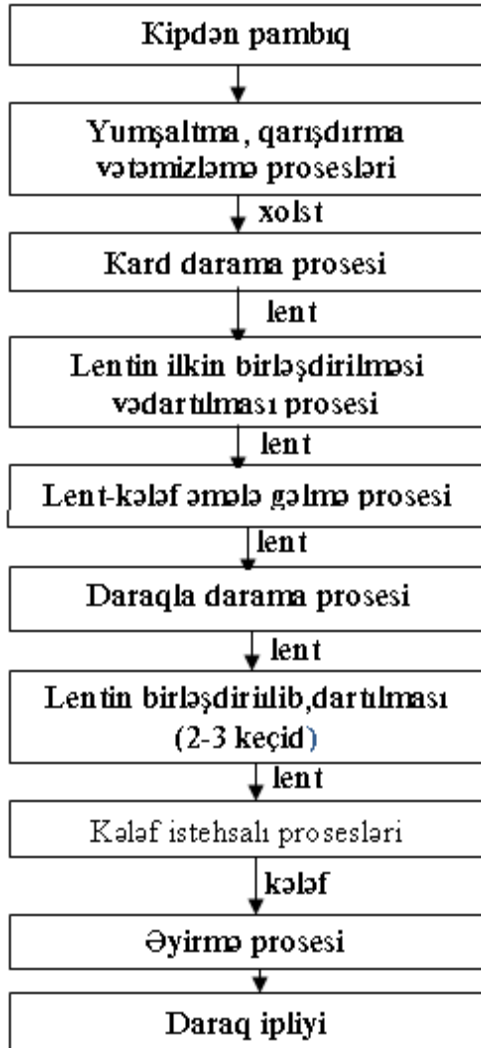 Kipdən pambıq
Yumşaltma, qarışdırma
vətəmizləmə prosesləri
xolst
Kard darama prosesi
lent
Lentin ilkin birləşdirilməsi
vədartılması prosesi
lent
Lent-kələf əmələ gəlmə prosesi
lent
Daraqla darama prosesi
lent
Lentin birləşdiriilib,dartılması
(2-3 keçid)
lent
Kələf istehsalı prosesləri
kələf
Əyirmə prosesi
Daraq ipliyi